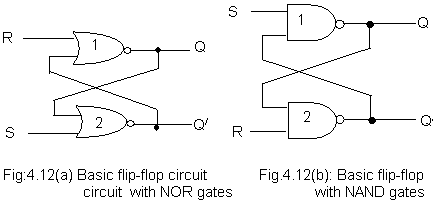 R
1
Q
2
S
Q′
S
1
Q
2
R
Q
Fig:4.12(a) Basic flip-flop circuit
circuit with NOR gates
Fig.4.12(b): Basic flip-flop
with NAND gates